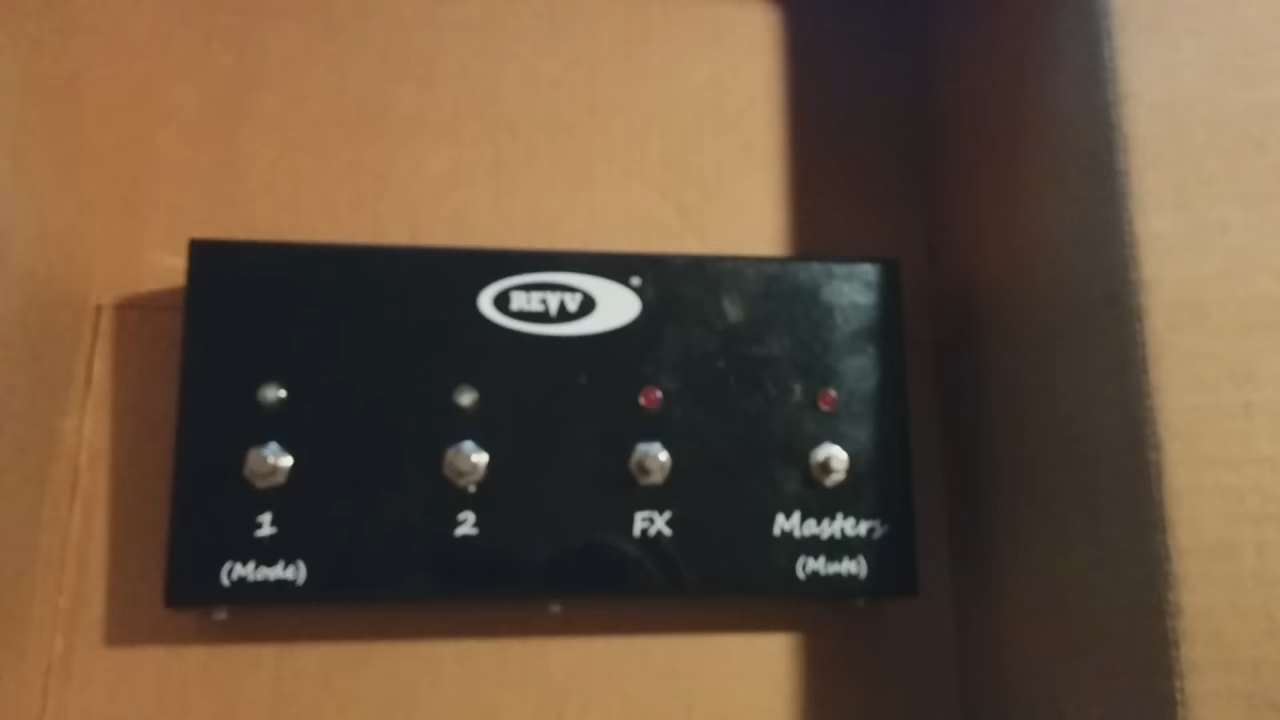 REVV
1
2
FX
Masters
(Mode)
(Mute)